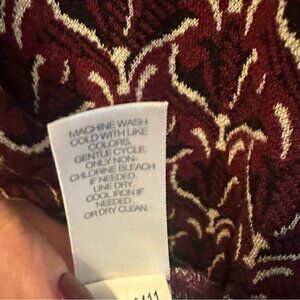 MACHINE WASH
COLD WITH LIKE
COLORS.
GENTLE CYCLE.
ONLY NON-
CHLORINE BLEACH
IF NEEDED.
LINE DRY.
COOL IRON IF
NEEDED
OR DRY CLEAN.